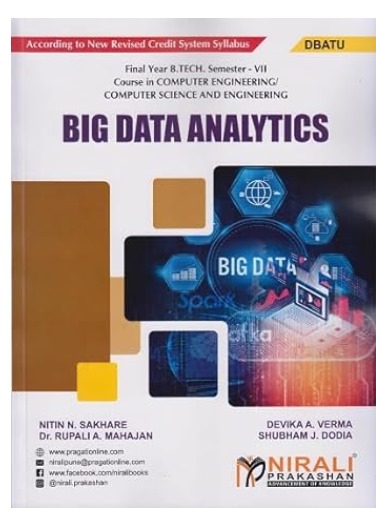 According to New Revised Credit System Syllabus
DBATU
Final Year B.TECH. Semester - VII
Course in COMPUTER ENGINEERING/
COMPUTER SCIENCE AND ENGINEERING
BIG DATA ANALYTICS
BIG DATA
Spark
afka
NITIN N. SAKHARE
Dr. RUPALI A. MAHAJAN
DEVIKA A. VERMA
SHUBHAM J. DODIA
www.pragationline.com
niralipune@pragationline.com
www.facebook.com/niralibooks
@nirali.prakashan
NIRALI
PRAKASHAN
ADVANCEMENT OF KNOWLEDGE